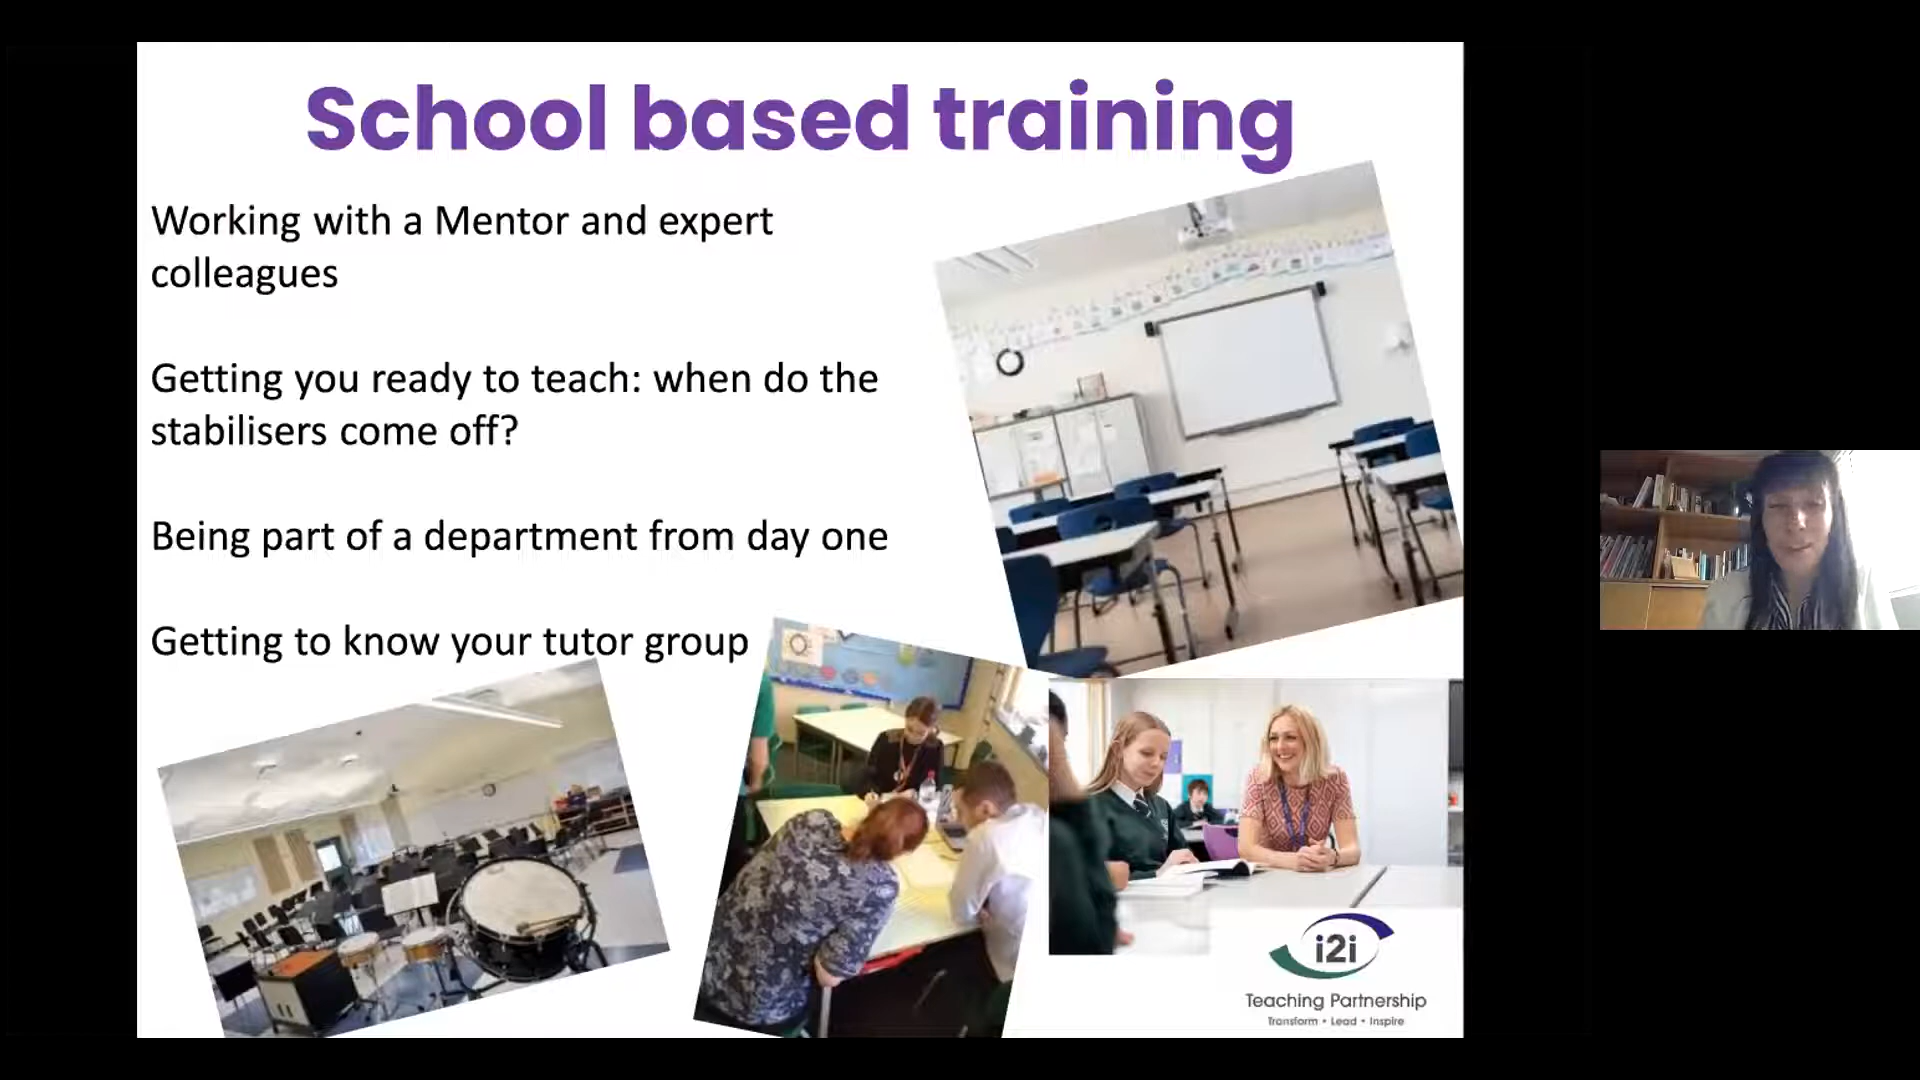 School based training
Working with a Mentor and expert
colleagues
Getting you ready to teach: when do the
stabilisers come off?
Being part of a department from day one
Getting to know your tutor group
i2i
Teaching Partnership
Transform • Lead • Inspire